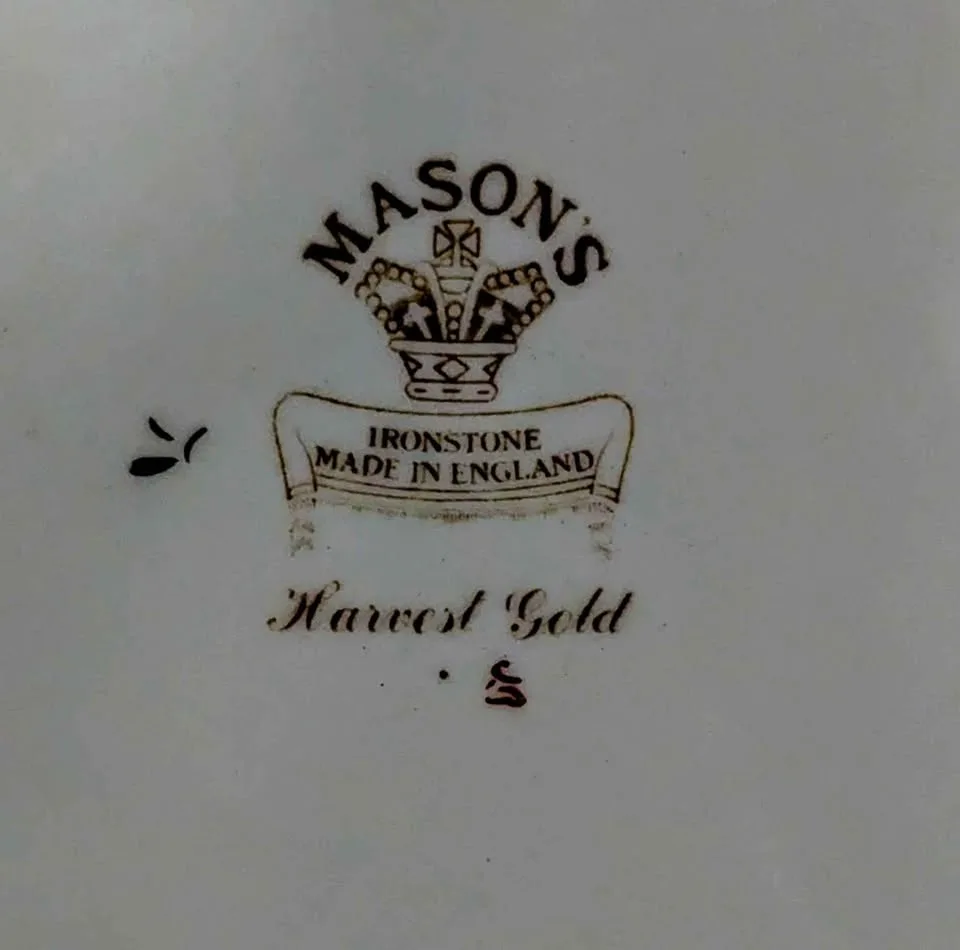 MASON'S
IRONSTONE
MADE IN ENGLAND
Harvest Gold